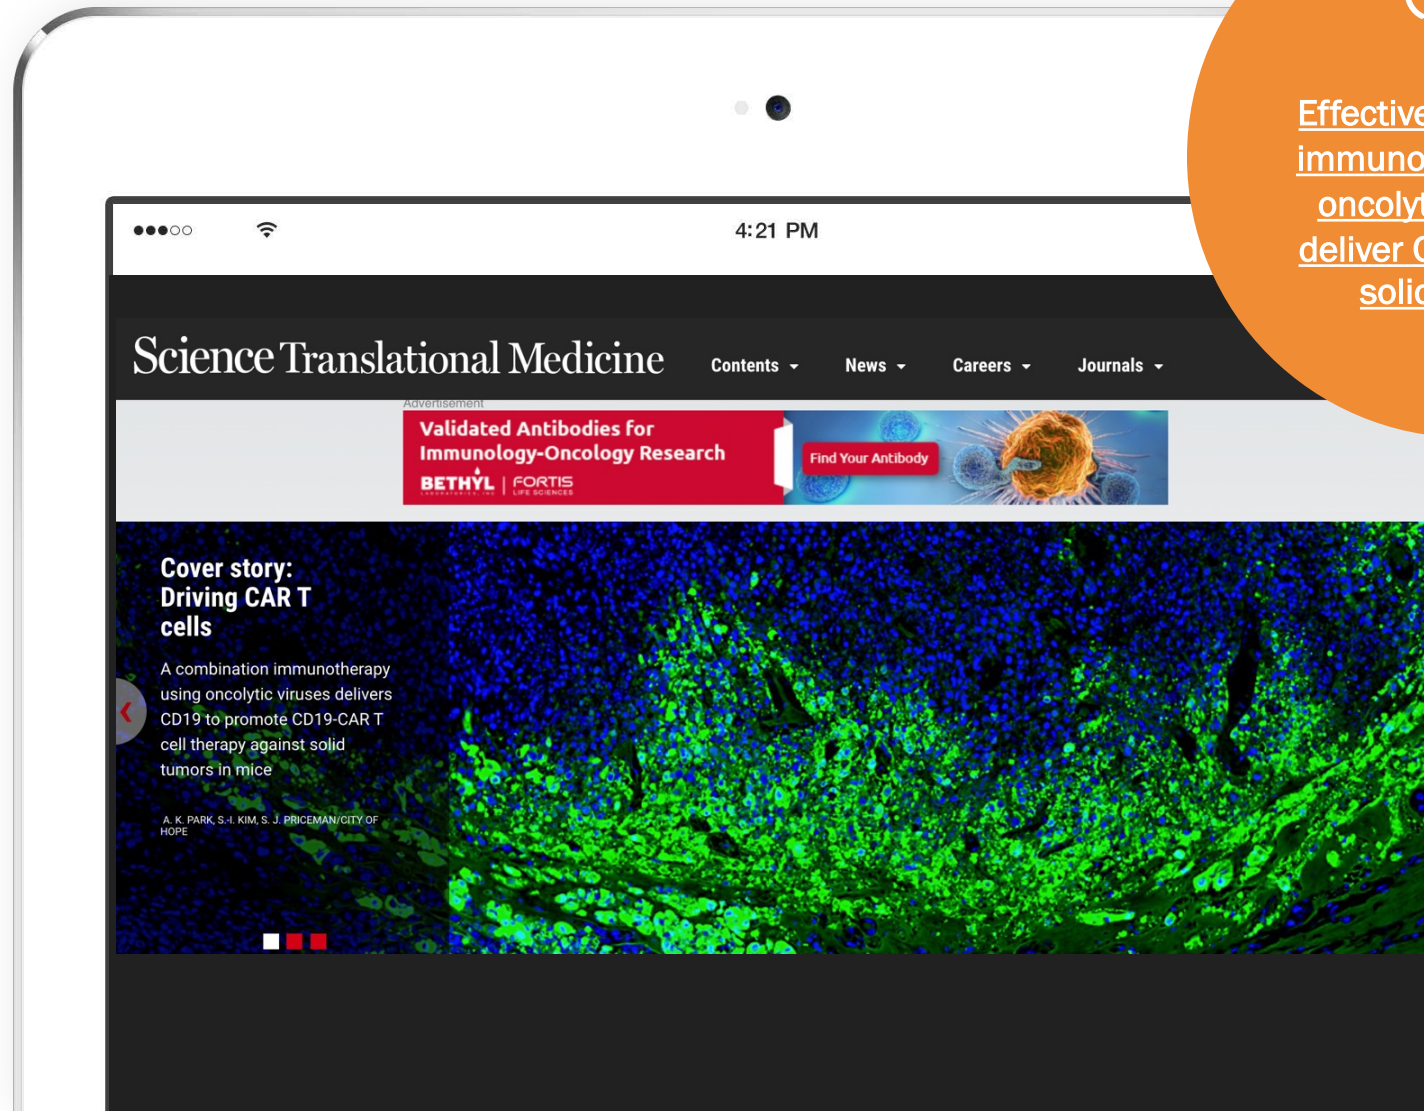 Effective
immuno
oncolyt
deliver
solid
4:21 PM
Science Translational Medicine
Contents
News
Careers
Journals
Advertisement
Validated Antibodies for
Immunology-Oncology Research
BETHYL | FORTIS
LABORATORIES, INC LIFE SCIENCES
Find Your Antibody
Cover story:
Driving CAR T
cells
A combination immunotherapy
using oncolytic viruses delivers
CD19 to promote CD19-CAR T
cell therapy against solid
tumors in mice
A. K. PARK, S.-I. KIM, S. J. PRICEMAN/CITY OF
HOPE